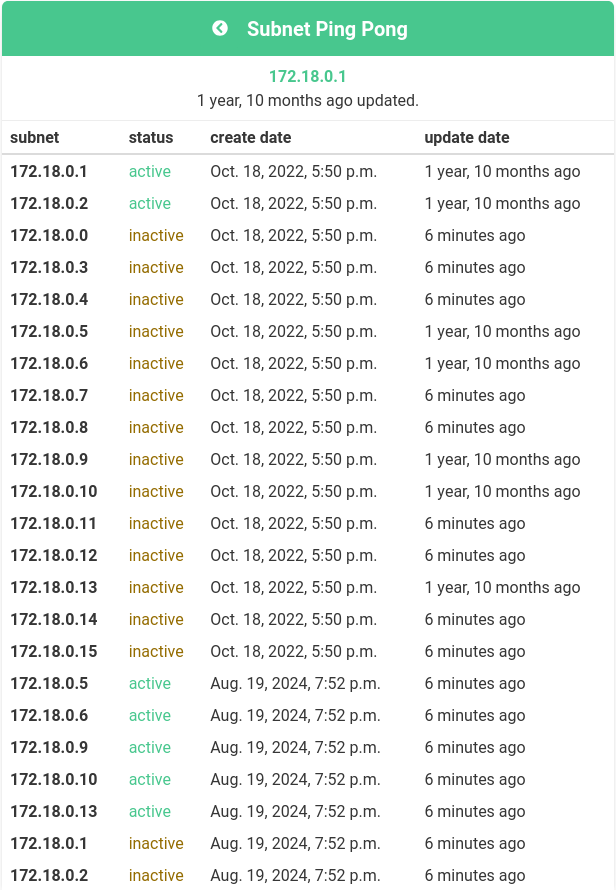 Subnet Ping Pong
172.18.0.1
1 year, 10 months ago updated.
subnet status create date update date
172.18.0.1 active Oct. 18, 2022, 5:50 p.m. 1 year, 10 months ago
172.18.0.2 active Oct. 18, 2022, 5:50 p.m. 1 year, 10 months ago
172.18.0.0 inactive Oct. 18, 2022, 5:50 p.m. 6 minutes ago
172.18.0.3 inactive Oct. 18, 2022, 5:50 p.m. 6 minutes ago
172.18.0.4 inactive Oct. 18, 2022, 5:50 p.m. 6 minutes ago
172.18.0.5 inactive Oct. 18, 2022, 5:50 p.m. 1 year, 10 months ago
172.18.0.6 inactive Oct. 18, 2022, 5:50 p.m. 1 year, 10 months ago
172.18.0.7 inactive Oct. 18, 2022, 5:50 p.m. 6 minutes ago
172.18.0.8 inactive Oct. 18, 2022, 5:50 p.m. 6 minutes ago
172.18.0.9 inactive Oct. 18, 2022, 5:50 p.m. 1 year, 10 months ago
172.18.0.10 inactive Oct. 18, 2022, 5:50 p.m. 1 year, 10 months ago
172.18.0.11 inactive Oct. 18, 2022, 5:50 p.m. 6 minutes ago
172.18.0.12 inactive Oct. 18, 2022, 5:50 p.m. 6 minutes ago
172.18.0.13 inactive Oct. 18, 2022, 5:50 p.m. 1 year, 10 months ago
172.18.0.14 inactive Oct. 18, 2022, 5:50 p.m. 6 minutes ago
172.18.0.15 inactive Oct. 18, 2022, 5:50 p.m. 6 minutes ago
172.18.0.5 active Aug. 19, 2024, 7:52 p.m. 6 minutes ago
172.18.0.6 active Aug. 19, 2024, 7:52 p.m. 6 minutes ago
172.18.0.9 active Aug. 19, 2024, 7:52 p.m. 6 minutes ago
172.18.0.10 active Aug. 19, 2024, 7:52 p.m. 6 minutes ago
172.18.0.13 active Aug. 19, 2024, 7:52 p.m. 6 minutes ago
172.18.0.1 inactive Aug. 19, 2024, 7:52 p.m. 6 minutes ago
172.18.0.2 inactive Aug. 19, 2024, 7:52 p.m. 6 minutes ago